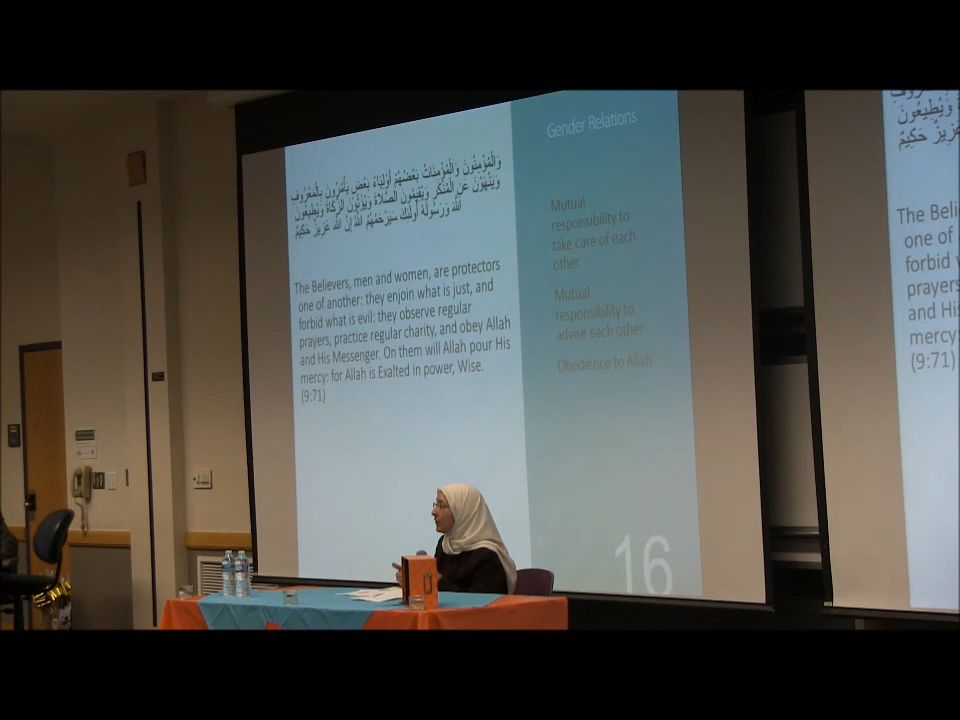 Gender Relations
وَالْمُؤْمِنُونَ وَالْمُؤْمِنَاتُ بَعْضُهُمْ أَوْلِيَاءُ بَعْضٍ يَأْمُرُونَ بِالْمَعْرُوفِ
وَيَنْهَوْنَ عَنِ الْمُنْكَرِ وَيُقِيمُونَ الصَّلَاةَ وَيُؤْتُونَ الزَّكَاةَ وَيُطِيعُونَ
اللَّهَ وَرَسُولَهُ أُولَئِكَ سَيَرْحَمُهُمُ اللَّهُ إِنَّ اللَّهَ عَزِيزٌ حَكِيمٌ
The Believers, men and women, are protectors
one of another: they enjoin what is just, and
forbid what is evil: they observe regular
prayers, practice regular charity, and obey Allah
and His Messenger. On them will Allah pour His
mercy: for Allah is Exalted in power, Wise.
(9:71)
Mutual
responsibility to
take care of each
other
Mutual
responsibility to
advise each other
Obedience to Allah
16
وَيُطِيعُونَ
عَزِيزٌ حَكِيمٌ
The Beli
one of
forbid
prayers
and His
mercy:
(9:71)